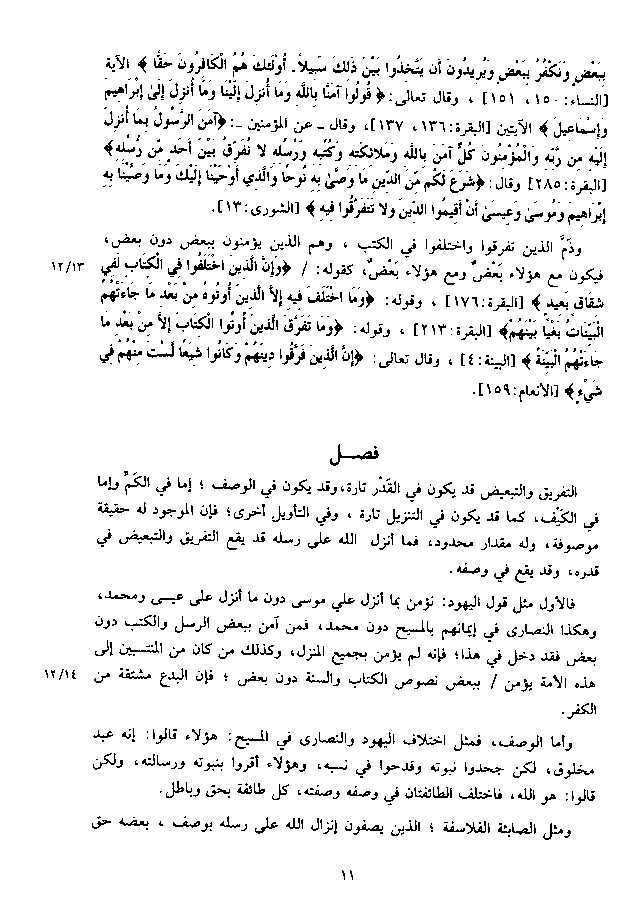 بِبَعْضٍ وَنَكْفُرُ بِبَعْضٍ وَيُرِيدُونَ أَن يَتَّخِذُوا بَيْنَ ذَلِكَ سَبِيلاً. أُوْلَئِكَ هُمُ الْكَافِرُونَ حَقًّا ﴾ الآية
[النساء: ١٥٠، ١٥١] ، وقال تعالى: ﴿ قُولُوا آمَنَّا بِاللَّهِ وَمَا أُنزِلَ إِلَيْنَا وَمَا أُنزِلَ إِلَىٰ إِبْرَاهِيمَ
وَإِسْمَاعِيلَ ﴾ الآيتين [البقرة: ١٣٦، ١٣٧]، وقال ـ عن المؤمنين ـ: ﴿آمَنَ الرَّسُولُ بِمَا أُنزِلَ
إِلَيْهِ مِن رَّبِّهِ وَالْمُؤْمِنُونَ كُلٌّ آمَنَ بِاللَّهِ وَمَلائِكَتِهِ وَكُتُبِهِ وَرُسُلِهِ لا نُفَرِّقُ بَيْنَ أَحَدٍ مِّن رُّسُلِهِ﴾
[البقرة: ٢٨٥] وقال: ﴿شَرَعَ لَكُم مِّنَ الدِّينِ مَا وَصَّىٰ بِهِ نُوحًا وَالَّذِي أَوْحَيْنَا إِلَيْكَ وَمَا وَصَّيْنَا بِهِ
إِبْرَاهِيمَ وَمُوسَىٰ وَعِيسَىٰ أَنْ أَقِيمُوا الدِّينَ وَلا تَتَفَرَّقُوا فِيهِ ﴾ [الشورى: ١٣].
وذَمَّ الذين تفرقوا واختلفوا في الكتب ، وهم الذين يؤمنون ببعض دون بعض،
فيكون مع هؤلاء بَعْضٌ ومع هؤلاء بَعْضٌ، كقوله: / ﴿وَإِنَّ الَّذِينَ اخْتَلَفُوا فِي الْكِتَابِ لَفِي
١٢/١٣
شِقَاقٍ بَعِيدٍ ﴾ [البقرة: ١٧٦] ، وقوله: ﴿وَمَا اخْتَلَفَ فِيهِ إِلاَّ الَّذِينَ أُوتُوهُ مِنْ بَعْدِ مَا جَاءَتْهُمُ
الْبَيِّنَاتُ بَغْيًا بَيْنَهُمْ﴾ [البقرة: ٢١٣] ، وقوله: ﴿وَمَا تَفَرَّقَ الَّذِينَ أُوتُوا الْكِتَابَ إِلاَّ مِنْ بَعْدِ مَا
جَاءَتْهُمُ الْبَيِّنَةُ ﴾ [البينة: ٤] ، وقال تعالى: ﴿إِنَّ الَّذِينَ فَرَّقُوا دِينَهُمْ وَكَانُوا شِيَعًا لَسْتَ مِنْهُمْ فِي
شَيْءٍ﴾ [الأنعام: ١٥٩].
فصـــل
التفريق والتبعيض قد يكون في القَدْر تارة، وقد يكون في الوصف ؛ إما في الكَمِّ وإما
في الكَيْف، كما قد يكون في التنزيل تارة ، وفي التأويل أخرى؛ فإن الموجود له حقيقة
موصوفة، وله مقدار محدود، فما أنزل الله على رسله قد يقع التفريق والتبعيض في
قدره، وقد يقع في وصفه.
فالأول مثل قول اليهود: نؤمن بما أنزل علي موسى دون ما أنزل على عيسى ومحمد،
وهكذا النصارى في إيمانهم بالمسيح دون محمد، فمن آمن ببعض الرسل والكتب دون
بعض فقد دخل في هذا؛ فإنه لم يؤمن بجميع المنزل، وكذلك من كان من المنتسبين إلى
هذه الأمة يؤمن / ببعض نصوص الكتاب والسنة دون بعض ؛ فإن البدع مشتقة من
١٢/١٤
الكفر.
وأما الوصف، فمثل اختلاف اليهود والنصارى في المسيح: هؤلاء قالوا: إنه عبد
مخلوق، لكن جحدوا نبوته وقدحوا في نسبه، وهؤلاء أقروا بنبوته ورسالته، ولكن
قالوا: هو الله، فاختلف الطائفتان في وصفه وصفته، كل طائفة بحق وباطل.
ومثل الصابئة الفلاسفة ؛ الذين يصفون إنزال الله على رسله بوصف ، بعضه حق
١١